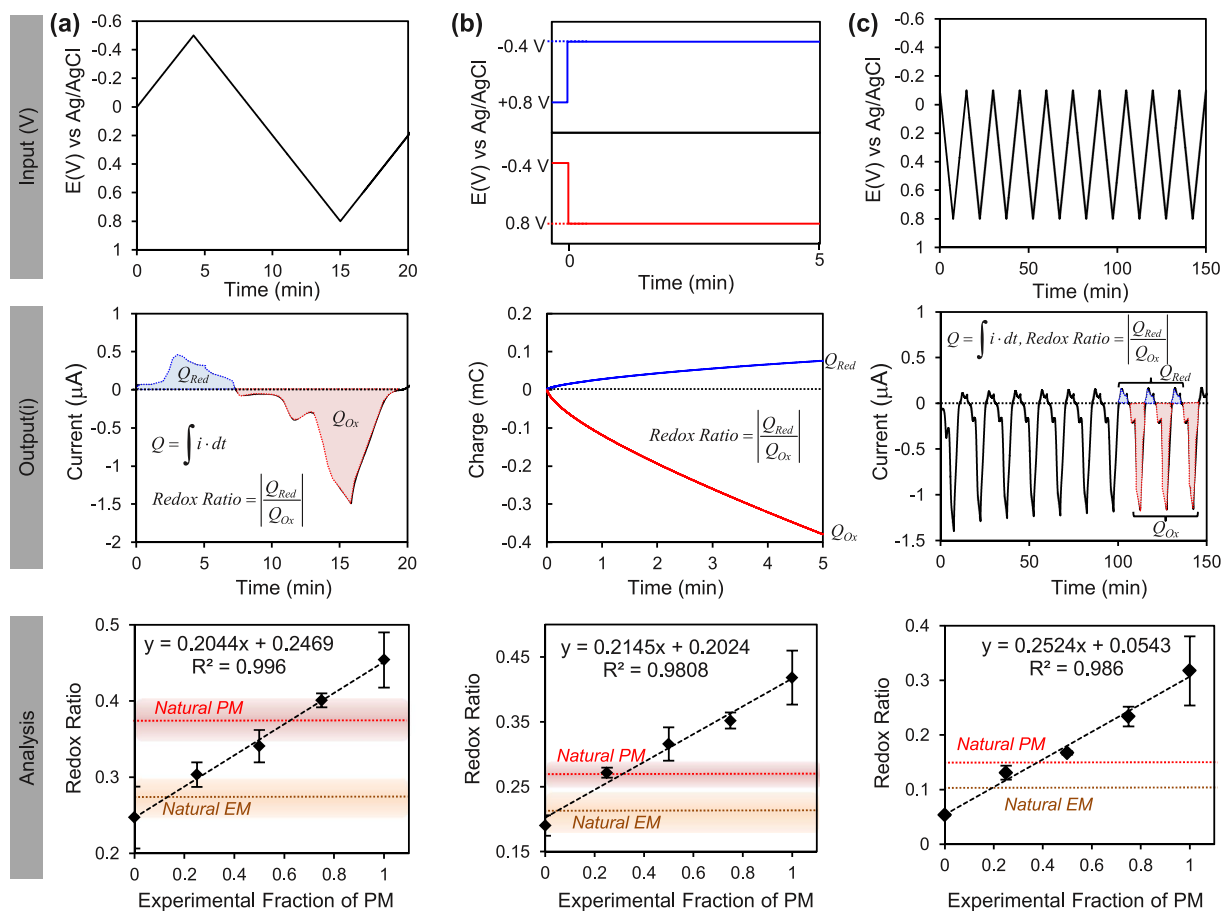 Input (V)
(a)
E(V) vs Ag/AgCl
-0.6
-0.4
-0.2
0
0.2
0.4
0.6
0.8
1
0 5 10 15 20
Time (min)
(b)
E(V) vs Ag/AgCl
-0.4 V
+0.8 V
-0.4 V
0.8 V
0 5
Time (min)
(c)
E(V) vs Ag/AgCl
-0.6
-0.4
-0.2
0
0.2
0.4
0.6
0.8
1
0 50 100 150
Time (min)
Output(i)
Current (μA)
1
0.5
0
-0.5
-1
-1.5
-2
Q_Red
Q_Ox
Q = ∫ i · dt
Redox Ratio = |Q_Red / Q_Ox|
0 5 10 15 20
Time (min)
Charge (mC)
0.2
0.1
0
-0.1
-0.2
-0.3
-0.4
Q_Red
Redox Ratio = |Q_Red / Q_Ox|
Q_Ox
0 1 2 3 4 5
Time (min)
Current (μA)
1
0.5
0
-0.5
-1
-1.5
Q = ∫ i · dt, Redox Ratio = |Q_Red / Q_Ox|
Q_Red
Q_Ox
0 50 100 150
Time (min)
Analysis
Redox Ratio
0.5
0.4
0.3
0.2
y = 0.2044x + 0.2469
R² = 0.996
Natural PM
Natural EM
0 0.2 0.4 0.6 0.8 1
Experimental Fraction of PM
Redox Ratio
0.45
0.35
0.25
0.15
y = 0.2145x + 0.2024
R² = 0.9808
Natural PM
Natural EM
0 0.2 0.4 0.6 0.8 1
Experimental Fraction of PM
Redox Ratio
0.4
0.3
0.2
0.1
0
y = 0.2524x + 0.0543
R² = 0.986
Natural PM
Natural EM
0 0.2 0.4 0.6 0.8 1
Experimental Fraction of PM